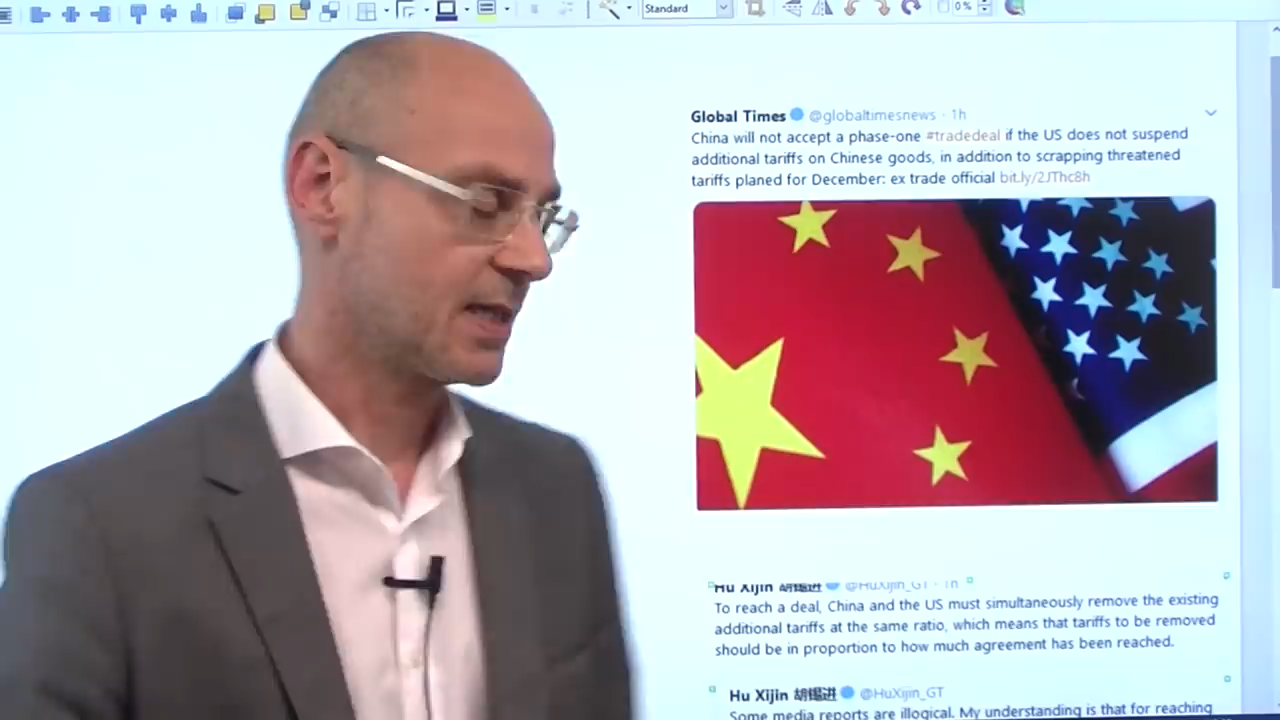 Standard
0 %
Global Times @globaltimesnews · 1h
China will not accept a phase-one #tradedeal if the US does not suspend
additional tariffs on Chinese goods, in addition to scrapping threatened
tariffs planed for December: ex trade official bit.ly/2JThc8h
Hu Xijin 胡锡进 @HuXijin_GT · 1h
To reach a deal, China and the US must simultaneously remove the existing
additional tariffs at the same ratio, which means that tariffs to be removed
should be in proportion to how much agreement has been reached.
Hu Xijin 胡锡进 @HuXijin_GT
Some media reports are illogical. My understanding is that for reaching